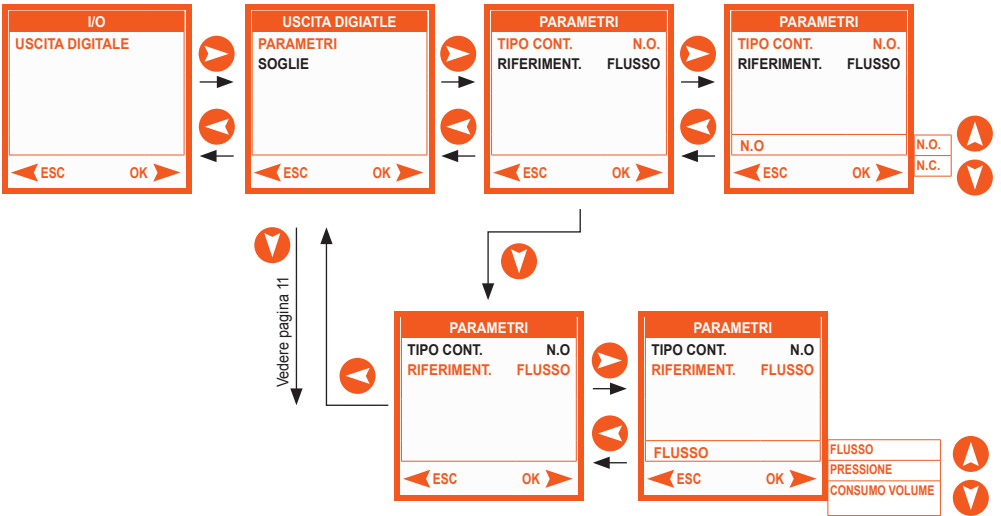 I/O
USCITA DIGITALE
ESC OK
USCITA DIGIATLE
PARAMETRI
SOGLIE
ESC OK
PARAMETRI
TIPO CONT. N.O.
RIFERIMENT. FLUSSO
ESC OK
PARAMETRI
TIPO CONT. N.O.
RIFERIMENT. FLUSSO
N.O
ESC OK
N.O.
N.C.
Vedere pagina 11
PARAMETRI
TIPO CONT. N.O
RIFERIMENT. FLUSSO
ESC OK
PARAMETRI
TIPO CONT. N.O
RIFERIMENT. FLUSSO
FLUSSO
ESC OK
FLUSSO
PRESSIONE
CONSUMO VOLUME